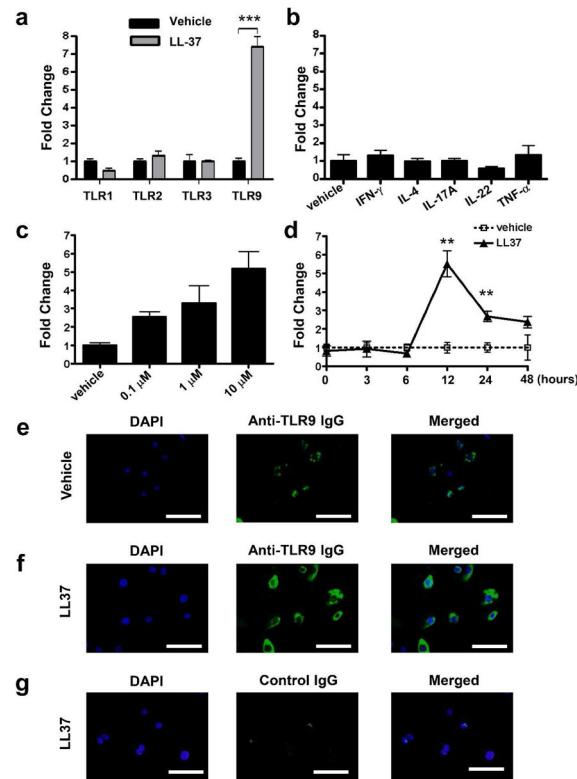 a
Vehicle
LL-37
***
Fold Change
8
7
6
5
4
3
2
1
0
TLR1 TLR2 TLR3 TLR9
b
Fold Change
8
7
6
5
4
3
2
1
0
vehicle IFN-γ IL-4 IL-17A IL-22 TNF-α
c
Fold Change
7
6
5
4
3
2
1
0
vehicle 0.1 μM 1 μM 10 μM
d
vehicle
LL37
Fold Change
7
6
5
4
3
2
1
0
** **
0 3 6 12 24 48 (hours)
e
DAPI Anti-TLR9 IgG Merged
Vehicle
f
DAPI Anti-TLR9 IgG Merged
LL37
g
DAPI Control IgG Merged
LL37